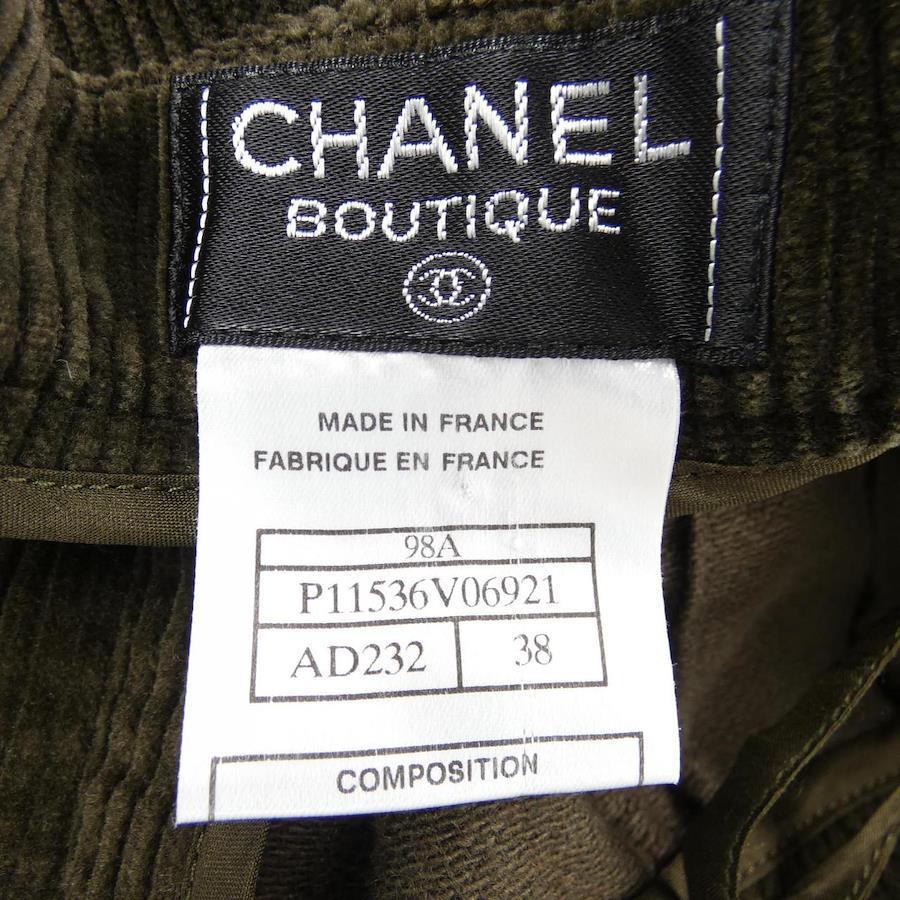 CHANEL
BOUTIQUE
MADE IN FRANCE
FABRIQUE EN FRANCE
98A
P11536V06921
AD232 38
COMPOSITION